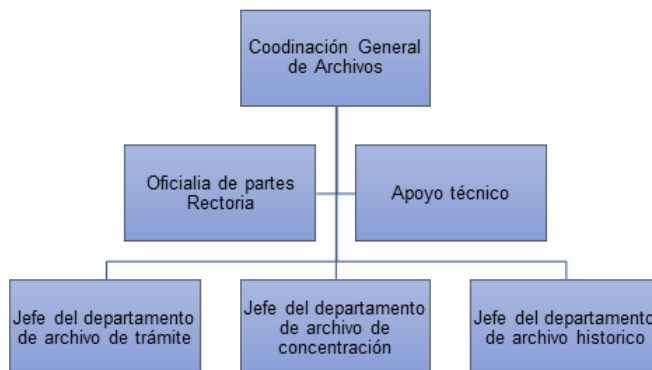 Coodinación General
de Archivos
Oficialia de partes
Rectoria
Apoyo técnico
Jefe del departamento
de archivo de trámite
Jefe del departamento
de archivo de
concentración
Jefe del departamento
de archivo historico